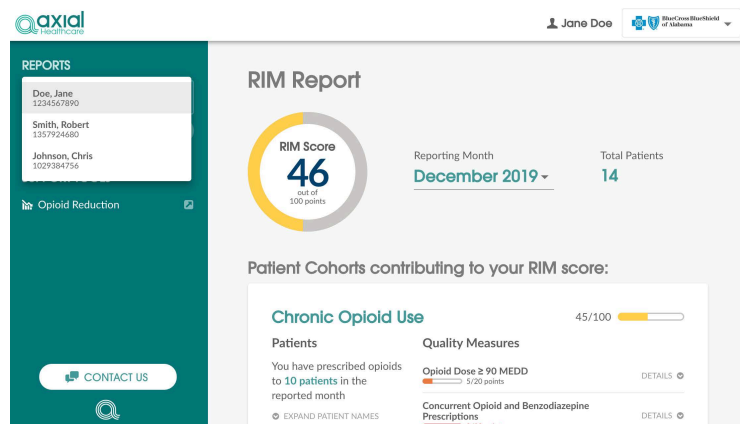 axial
Healthcare
Jane Doe
BlueCross BlueShield
of Alabama
REPORTS
Doe, Jane
1234567890
Smith, Robert
1357924680
Johnson, Chris
1029384756
Opioid Reduction
CONTACT US
RIM Report
RIM Score
46
out of
100 points
Reporting Month
December 2019
Total Patients
14
Patient Cohorts contributing to your RIM score:
Chronic Opioid Use
45/100
Patients
You have prescribed opioids
to 10 patients in the
reported month
EXPAND PATIENT NAMES
Quality Measures
Opioid Dose ≥ 90 MEDD
5/20 points
DETAILS
Concurrent Opioid and Benzodiazepine
Prescriptions
DETAILS